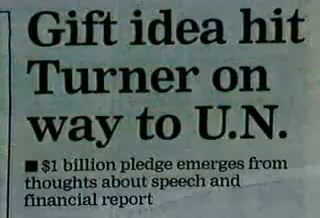 Gift idea hit
Turner on
way to U.N.
■ $1 billion pledge emerges from
thoughts about speech and
financial report